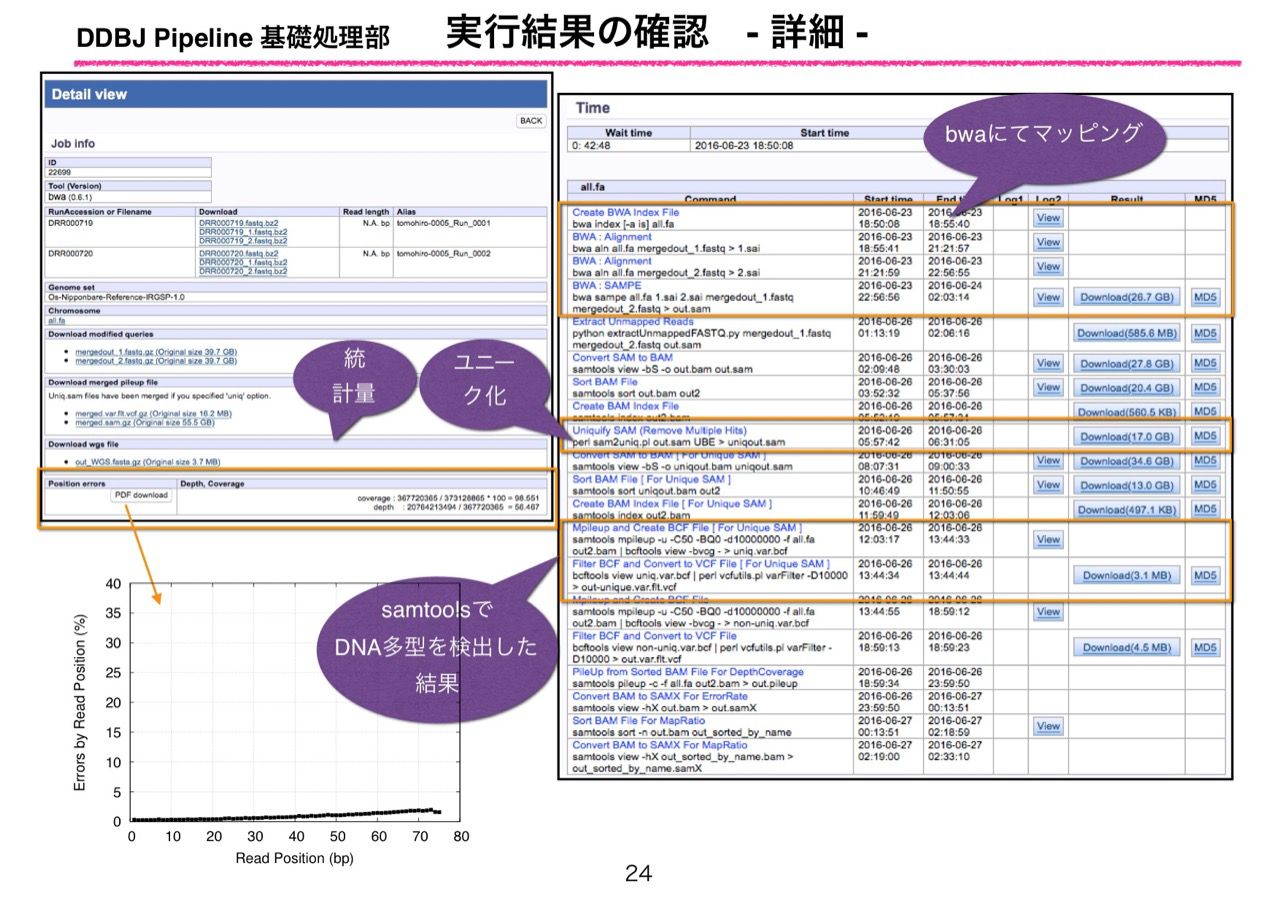 DDBJ Pipeline 基礎処理部
実行結果の確認 - 詳細 -
Detail view
BACK
Job info
ID
22699
Tool (Version)
bwa (0.6.1)
RunAccession or Filename Download Read length Alias
DRR000719 DRR000719.fastq.bz2 N.A. bp tomohiro-0005_Run_0001
DRR000719_1.fastq.bz2
DRR000719_2.fastq.bz2
DRR000720 DRR000720.fastq.bz2 N.A. bp tomohiro-0005_Run_0002
DRR000720_1.fastq.bz2
DRR000720_2.fastq.bz2
Genome set
Os-Nipponbare-Reference-IRGSP-1.0
Chromosome
all.fa
Download modified queries
• mergedout_1.fastq.gz (Original size 39.7 GB)
• mergedout_2.fastq.gz (Original size 39.7 GB)
Download merged pileup file
Uniq.sam files have been merged if you specified 'uniq' option.
• merged.var.flt.vcf.gz (Original size 16.2 MB)
• merged.sam.gz (Original size 55.5 GB)
Download wgs file
• out_WGS.fasta.gz (Original size 3.7 MB)
Position errors Depth, Coverage
PDF download
coverage : 367720365 / 373128865 * 100 = 98.551
depth : 20764213494 / 367720365 = 56.467
統
計量
ユニー
ク化
samtoolsで
DNA多型を検出した
結果
bwaにてマッピング
Errors by Read Position (%)
40
35
30
25
20
15
10
5
0
0 10 20 30 40 50 60 70 80
Read Position (bp)
Time
Wait time Start time
0: 42:48 2016-06-23 18:50:08
all.fa
Command Start time End t Log1 Log2 Result MD5
Create BWA Index File 2016-06-23 2016-06-23 View
bwa index [-a is] all.fa 18:50:08 18:55:40
BWA : Alignment 2016-06-23 2016-06-23 View
bwa aln all.fa mergedout_1.fastq > 1.sai 18:55:41 21:21:57
BWA : Alignment 2016-06-23 2016-06-23 View
bwa aln all.fa mergedout_2.fastq > 2.sai 21:21:59 22:56:55
BWA : SAMPE 2016-06-23 2016-06-24 View Download(26.7 GB) MD5
bwa sampe all.fa 1.sai 2.sai mergedout_1.fastq 22:56:56 02:03:14
mergedout_2.fastq > out.sam
Extract Unmapped Reads 2016-06-26 2016-06-26 Download(585.6 MB) MD5
python extractUnmappedFASTQ.py mergedout_1.fastq 01:13:19 02:06:16
mergedout_2.fastq out.sam
Convert SAM to BAM 2016-06-26 2016-06-26 View Download(27.8 GB) MD5
samtools view -bS -o out.bam out.sam 02:09:48 03:30:03
Sort BAM File 2016-06-26 2016-06-26 View Download(20.4 GB) MD5
samtools sort out.bam out2 03:52:32 05:37:56
Create BAM Index File 2016-06-26 2016-06-26 Download(560.5 KB) MD5
samtools index out2.bam
Uniquify SAM (Remove Multiple Hits) 2016-06-26 2016-06-26 Download(17.0 GB) MD5
perl sam2uniq.pl out.sam UBE > uniqout.sam 05:57:42 06:31:05
Convert SAM to BAM [ For Unique SAM ] 2016-06-26 2016-06-26 View Download(34.6 GB) MD5
samtools view -bS -o uniqout.bam uniqout.sam 08:07:31 09:00:33
Sort BAM File [ For Unique SAM ] 2016-06-26 2016-06-26 View Download(13.0 GB) MD5
samtools sort uniqout.bam out2 10:46:49 11:50:55
Create BAM Index File [ For Unique SAM ] 2016-06-26 2016-06-26 Download(497.1 KB) MD5
samtools index out2.bam 11:59:49 12:03:06
Mpileup and Create BCF File [ For Unique SAM ] 2016-06-26 2016-06-26 View
samtools mpileup -u -C50 -BQ0 -d10000000 -f all.fa 12:03:17 13:44:33
out2.bam | bcftools view -bvcg - > uniq.var.bcf
Filter BCF and Convert to VCF File [ For Unique SAM ] 2016-06-26 2016-06-26 Download(3.1 MB) MD5
bcftools view uniq.var.bcf | perl vcfutils.pl varFilter -D10000 13:44:34 13:44:44
> out-unique.var.flt.vcf
Mpileup and Create BCF File 2016-06-26 2016-06-26 View
samtools mpileup -u -C50 -BQ0 -d10000000 -f all.fa 13:44:55 18:59:12
out2.bam | bcftools view -bvcg - > non-uniq.var.bcf
Filter BCF and Convert to VCF File 2016-06-26 2016-06-26 Download(4.5 MB) MD5
bcftools view non-uniq.var.bcf | perl vcfutils.pl varFilter - 18:59:13 18:59:23
D10000 > out.var.flt.vcf
PileUp from Sorted BAM File For DepthCoverage 2016-06-26 2016-06-26
samtools pileup -c -f all.fa out2.bam > out.pileup 18:59:34 23:59:50
Convert BAM to SAMX For ErrorRate 2016-06-26 2016-06-27
samtools view -hX out.bam > out.samX 23:59:50 00:13:51
Sort BAM File For MapRatio 2016-06-27 2016-06-27 View
samtools sort -n out.bam out_sorted_by_name 00:13:51 02:18:59
Convert BAM to SAMX For MapRatio 2016-06-27 2016-06-27
samtools view -hX out_sorted_by_name.bam > 02:19:00 02:33:10
out_sorted_by_name.samX
24